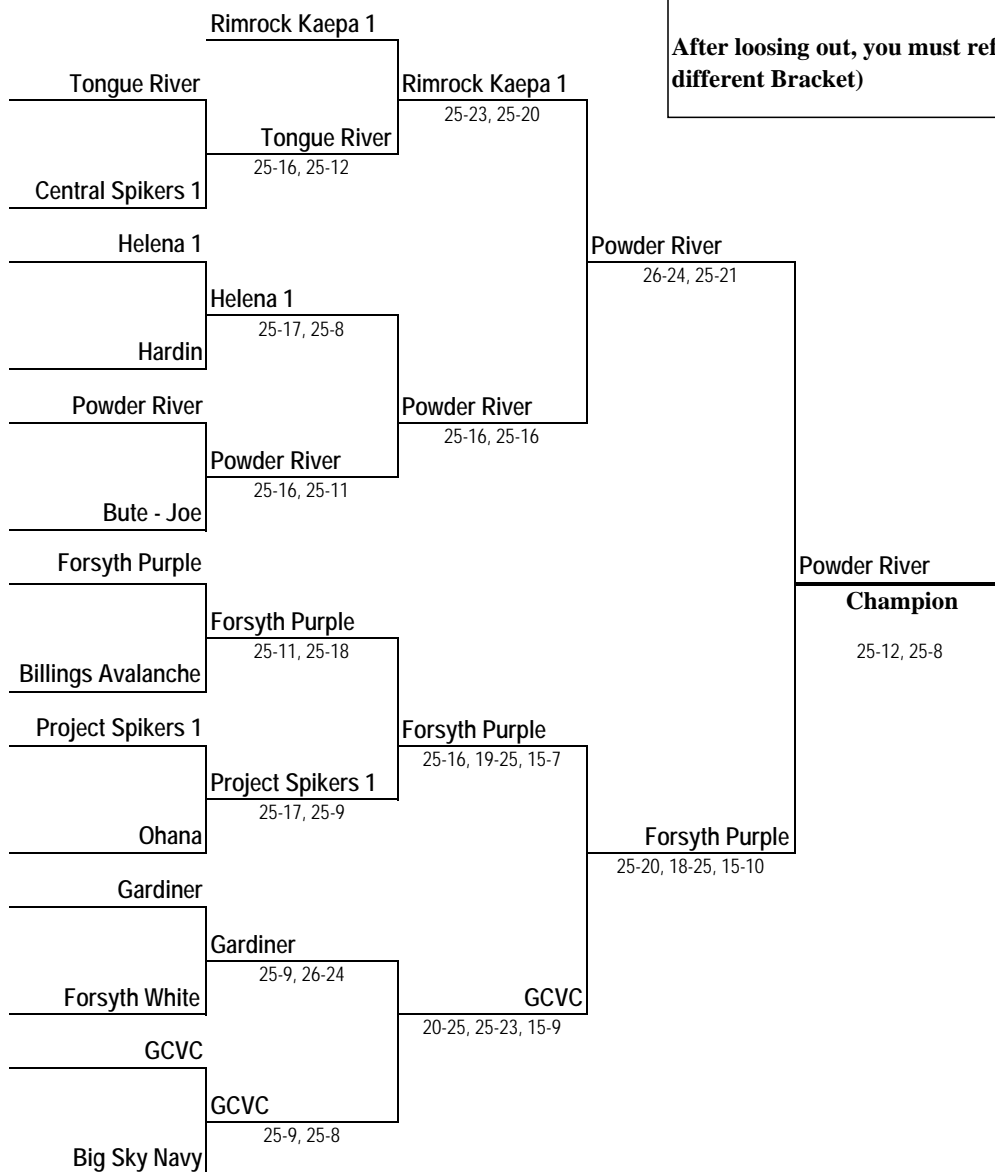 Rimrock Kaepa 1
After loosing out, you must ref
different Bracket)
Tongue River
Rimrock Kaepa 1
25-23, 25-20
Tongue River
25-16, 25-12
Central Spikers 1
Helena 1
Powder River
26-24, 25-21
Helena 1
25-17, 25-8
Hardin
Powder River
Powder River
25-16, 25-16
Powder River
25-16, 25-11
Bute - Joe
Forsyth Purple
Powder River
Champion
25-12, 25-8
Forsyth Purple
25-11, 25-18
Billings Avalanche
Project Spikers 1
Forsyth Purple
25-16, 19-25, 15-7
Project Spikers 1
25-17, 25-9
Ohana
Forsyth Purple
25-20, 18-25, 15-10
Gardiner
Gardiner
25-9, 26-24
Forsyth White
GCVC
20-25, 25-23, 15-9
GCVC
GCVC
25-9, 25-8
Big Sky Navy